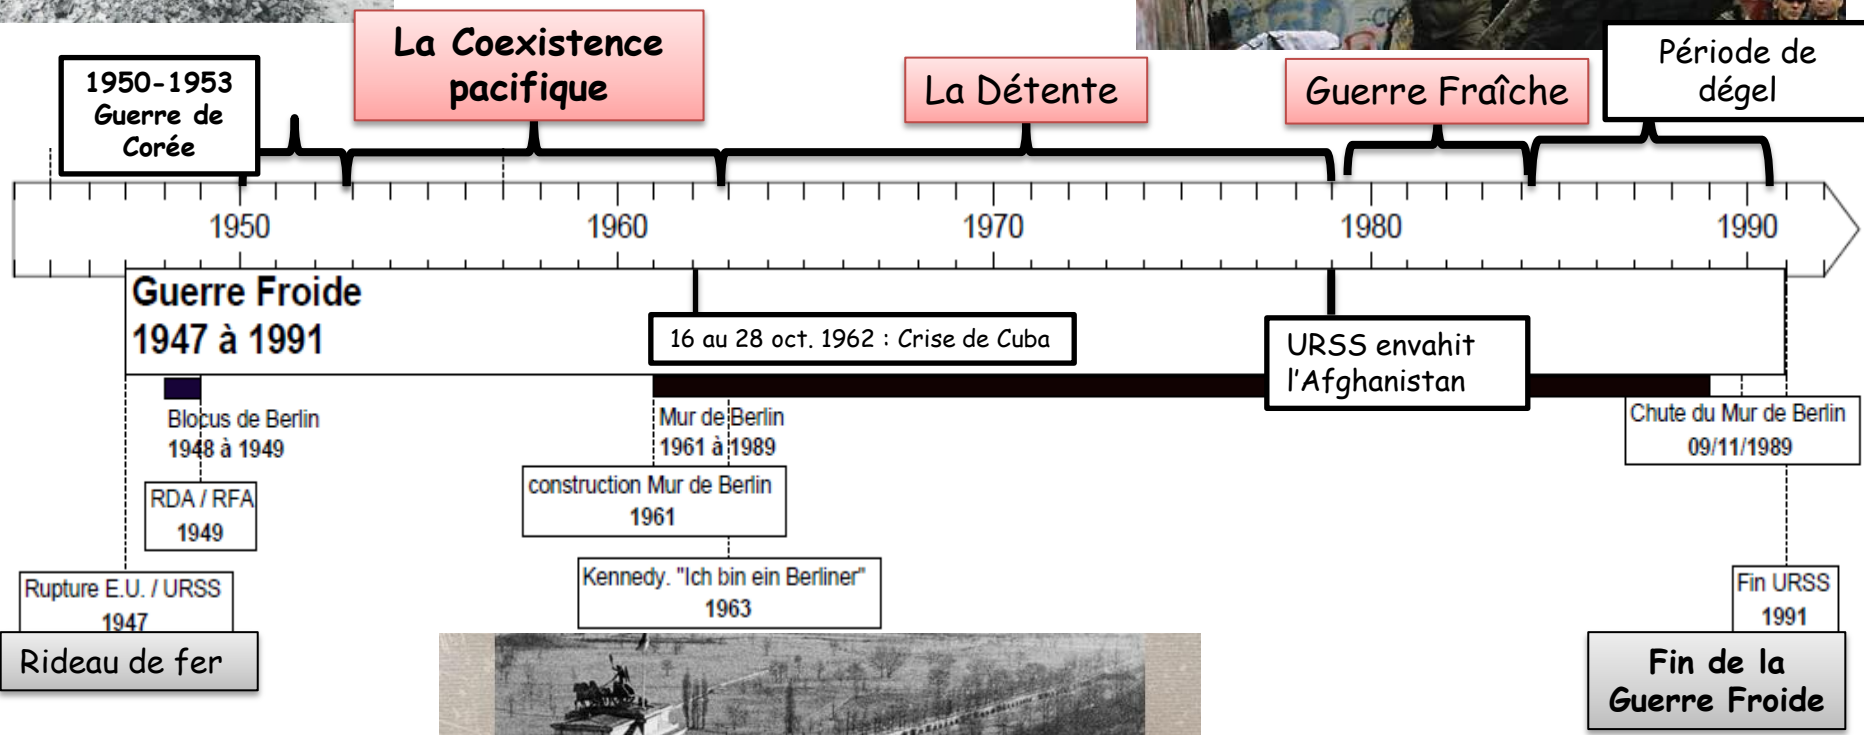 La Coexistence
pacifique
1950-1953
Guerre de
Corée
La Détente
Guerre Fraîche
Période de
dégel
1950
1960
1970
1980
1990
Guerre Froide
1947 à 1991
16 au 28 oct. 1962 : Crise de Cuba
URSS envahit
l'Afghanistan
Blocus de Berlin
1948 à 1949
Mur de Berlin
1961 à 1989
Chute du Mur de Berlin
09/11/1989
RDA / RFA
1949
construction Mur de Berlin
1961
Rupture E.U. / URSS
1947
Kennedy. "Ich bin ein Berliner"
1963
Fin URSS
1991
Rideau de fer
Fin de la
Guerre Froide